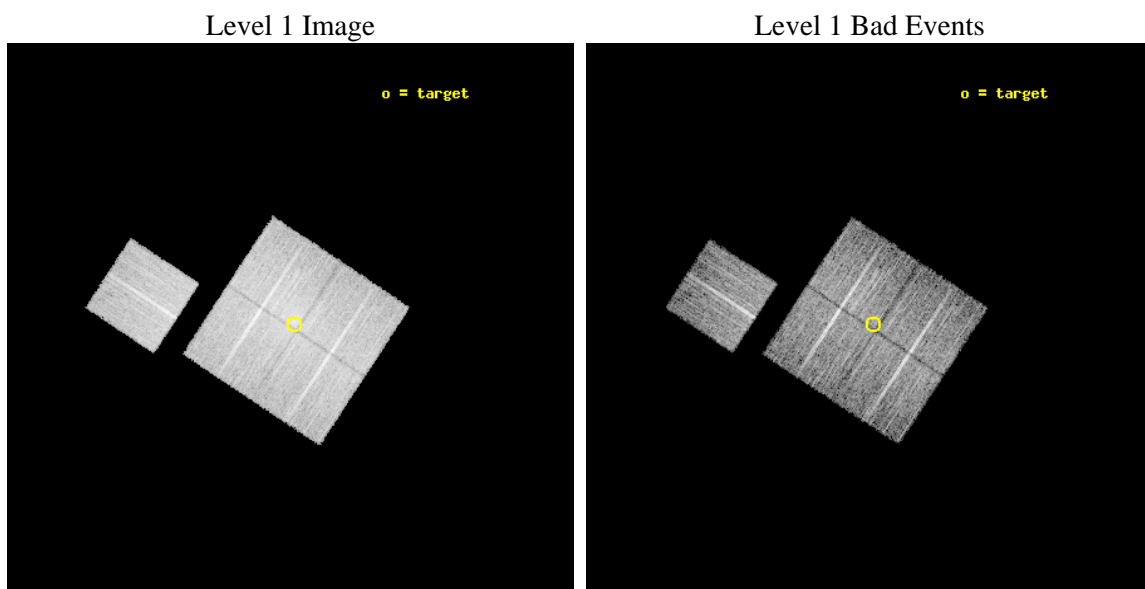 Level 1 Image
Level 1 Bad Events
o = target
o = target